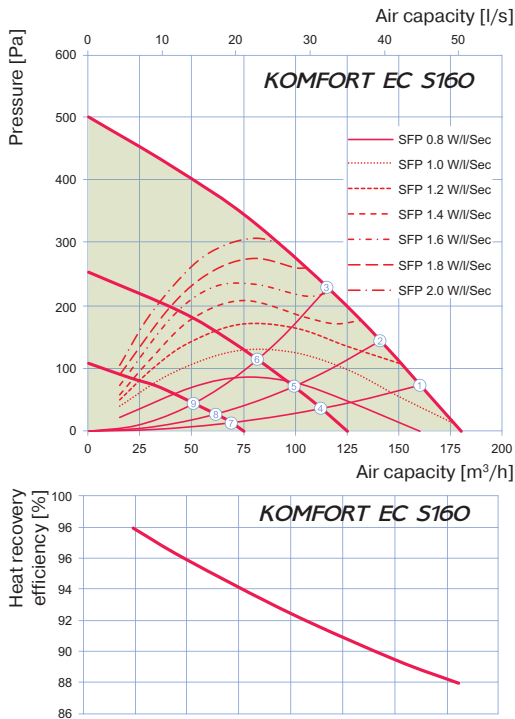 Air capacity [l/s]
0 10 20 30 40 50
Pressure [Pa]
600
500
400
300
200
100
0
KOMFORT EC S160
SFP 0.8 W/l/Sec
SFP 1.0 W/l/Sec
SFP 1.2 W/l/Sec
SFP 1.4 W/l/Sec
SFP 1.6 W/l/Sec
SFP 1.8 W/l/Sec
SFP 2.0 W/l/Sec
3
2
6
1
5
9
4
8
7
0 25 50 75 100 125 150 175 200
Air capacity [m³/h]
Heat recovery
efficiency [%]
100
96
94
92
90
88
86
KOMFORT EC S160